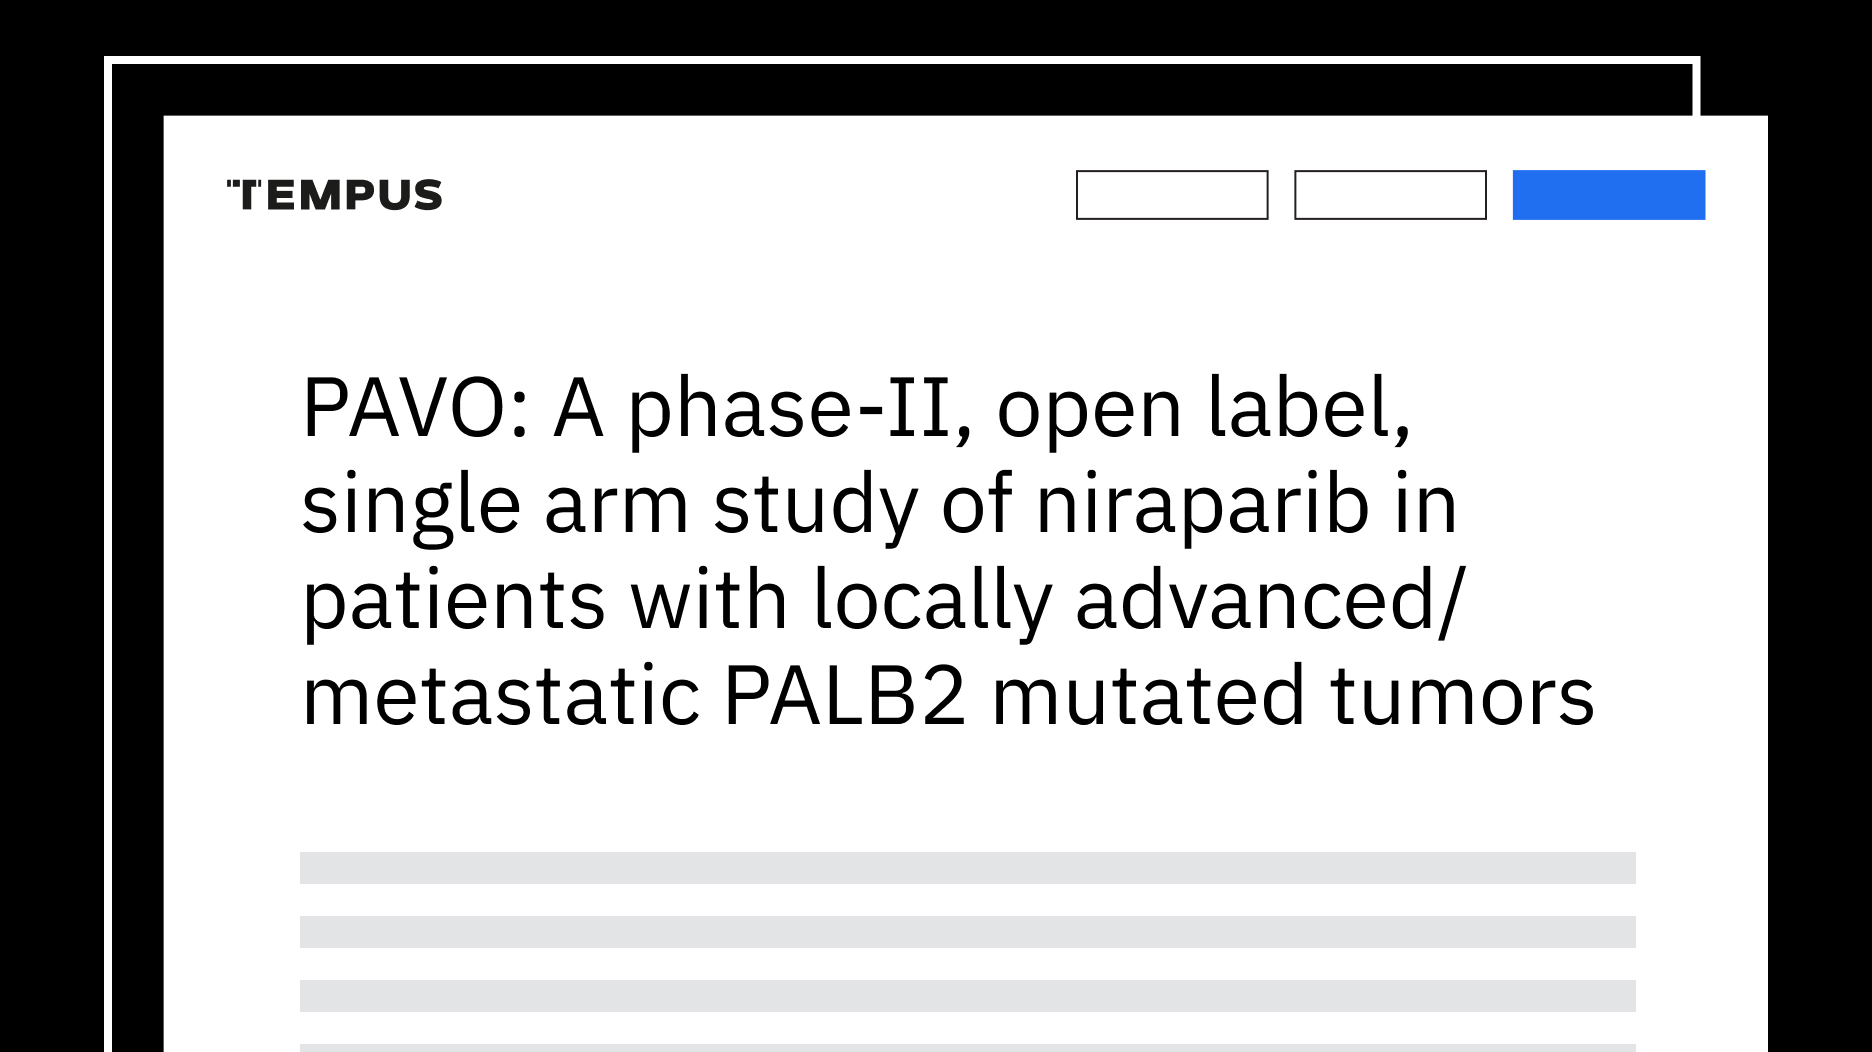 TEMPUS
PAVO: A phase-II, open label,
single arm study of niraparib in
patients with locally advanced/
metastatic PALB2 mutated tumors